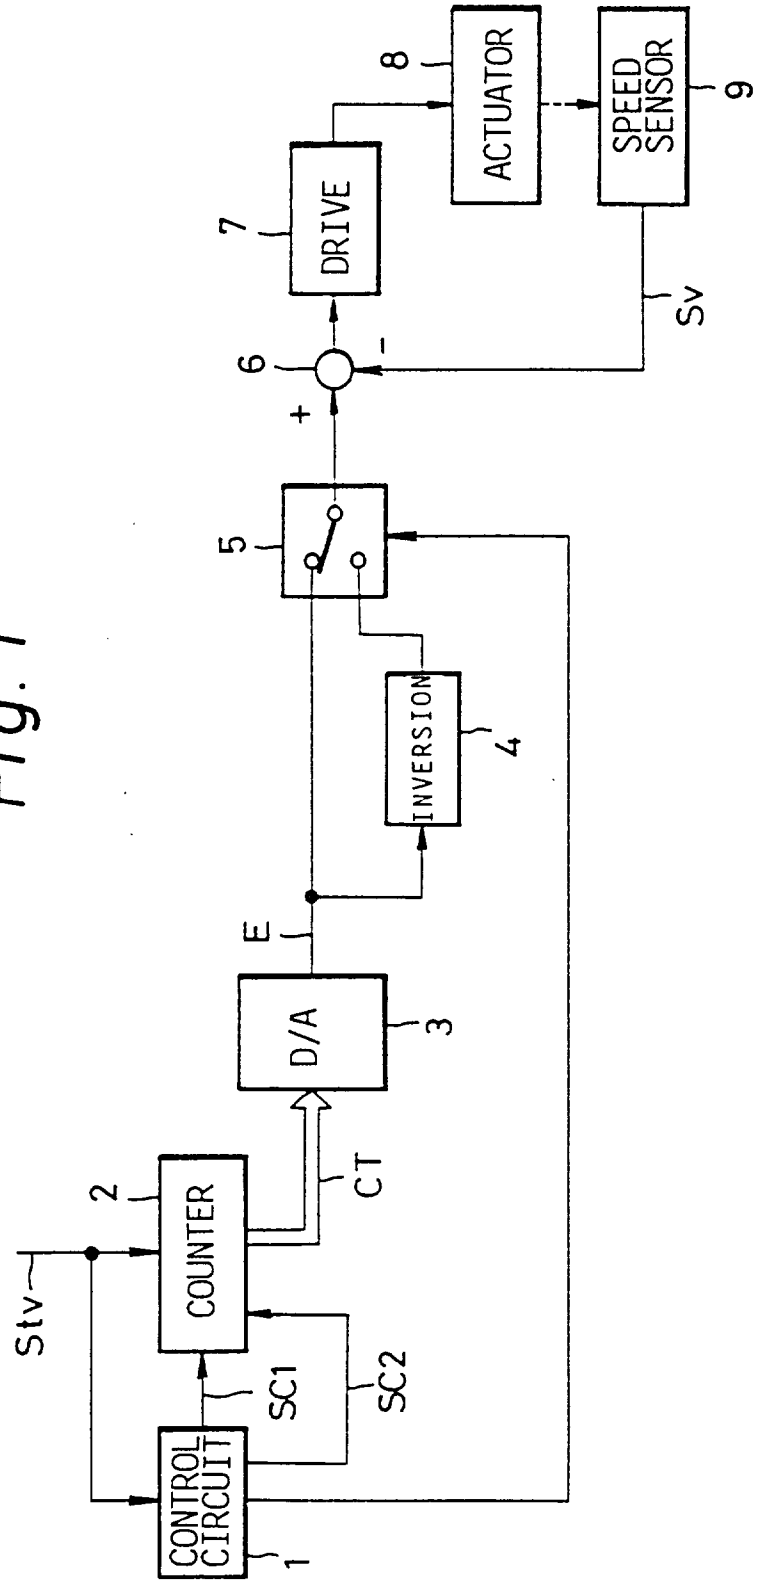 Fig. 1
Stv
2
COUNTER
CONTROL
CIRCUIT
1
SC1
SC2
CT
D/A
3
E
INVERSION
4
5
+
6
-
7
DRIVE
8
ACTUATOR
SPEED
SENSOR
9
Sv